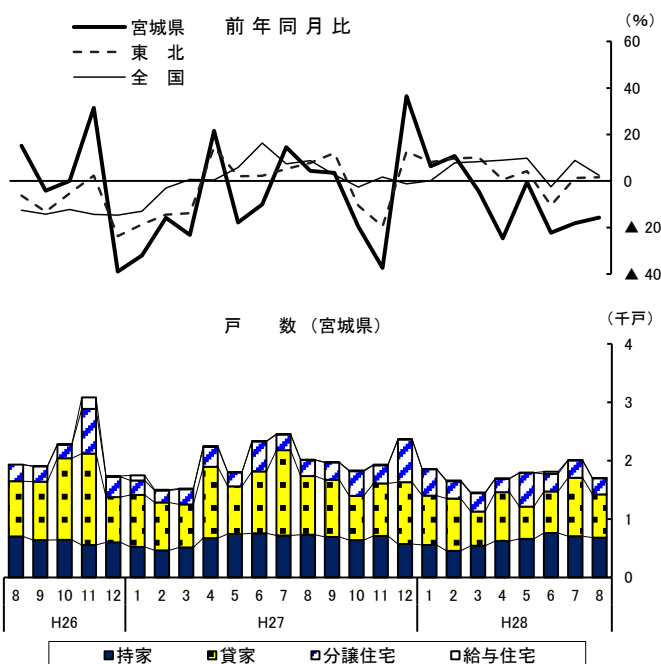 前年同月比
(%)
宮城県
東 北
全 国
60
40
20
0
▲ 20
▲ 40
戸 数（宮城県）
(千戸)
4
3
2
1
0
8 9 10 11 12 1 2 3 4 5 6 7 8 9 10 11 12 1 2 3 4 5 6 7 8
H26 H27 H28
持家 貸家 分譲住宅 給与住宅